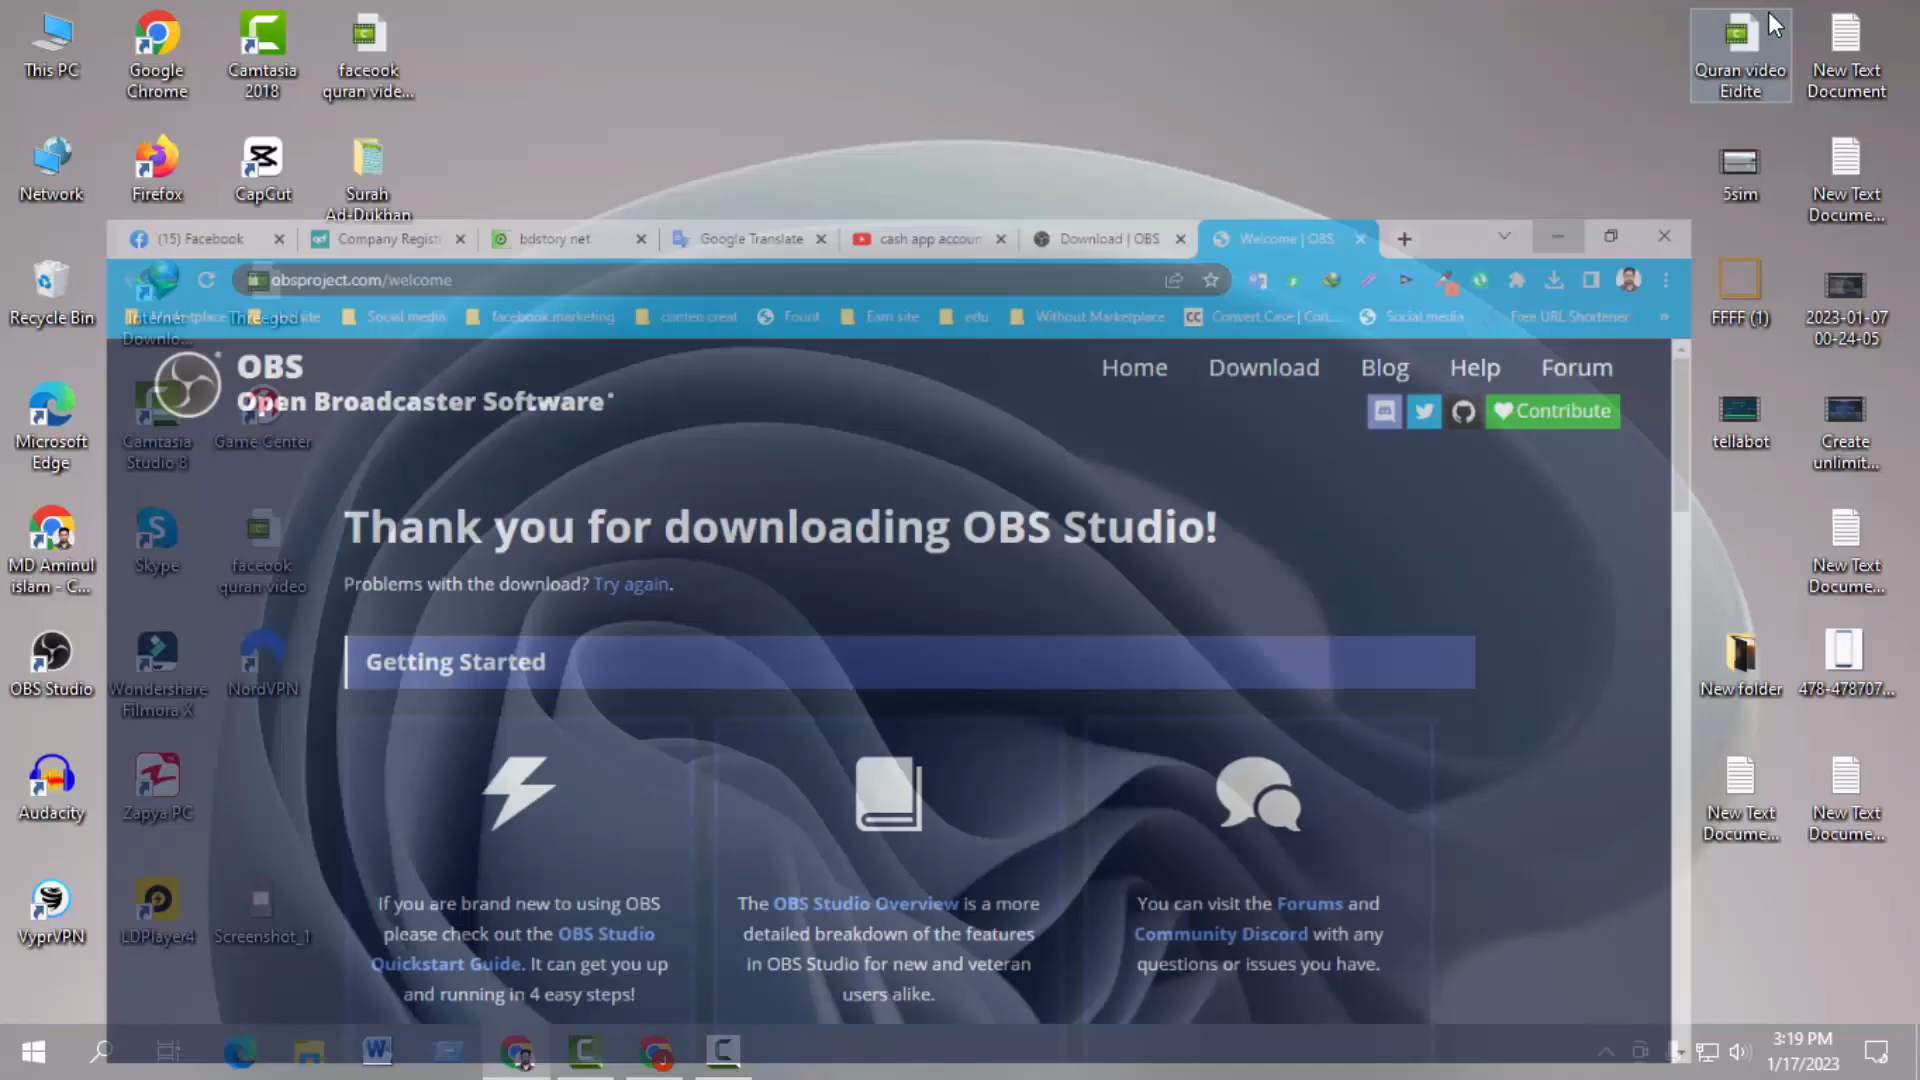 This PC
Google
Chrome
Camtasia
2018
faceook
quran vide...
Quran video
Eidite
New Text
Document
Network
Firefox
CapCut
Surah
Ad-Dukhan
5sim
New Text
Docume...
(15) Facebook
Company Registr
bdstory net
Google Translate
cash app accoun
Download | OBS
Welcome | OBS
obsproject.com/welcome
Recycle Bin
Internet
Downlo...
Threegbd
site
Social media
facebook marketing
conten creat
Fount
Earn site
edu
Without Marketplace
CC
Convert Case | Con...
Social media
Free URL Shortener
»
FFFF (1)
2023-01-07
00-24-05
OBS
Open Broadcaster Software
Home
Download
Blog
Help
Forum
Contribute
Microsoft
Edge
Camtasia
Studio 8
Game Center
tellabot
Create
unlimit...
Thank you for downloading OBS Studio!
Problems with the download? Try again.
MD Aminul
islam - C...
Skype
faceook
quran video
New Text
Docume...
Getting Started
OBS Studio
Wondershare
Filmora X
NordVPN
New folder
478-478707...
Audacity
Zapya PC
New Text
Docume...
New Text
Docume...
If you are brand new to using OBS
please check out the OBS Studio
Quickstart Guide. It can get you up
and running in 4 easy steps!
The OBS Studio Overview is a more
detailed breakdown of the features
in OBS Studio for new and veteran
users alike.
You can visit the Forums and
Community Discord with any
questions or issues you have.
VyprVPN
LDPlayer4
Screenshot_1
3:19 PM
1/17/2023